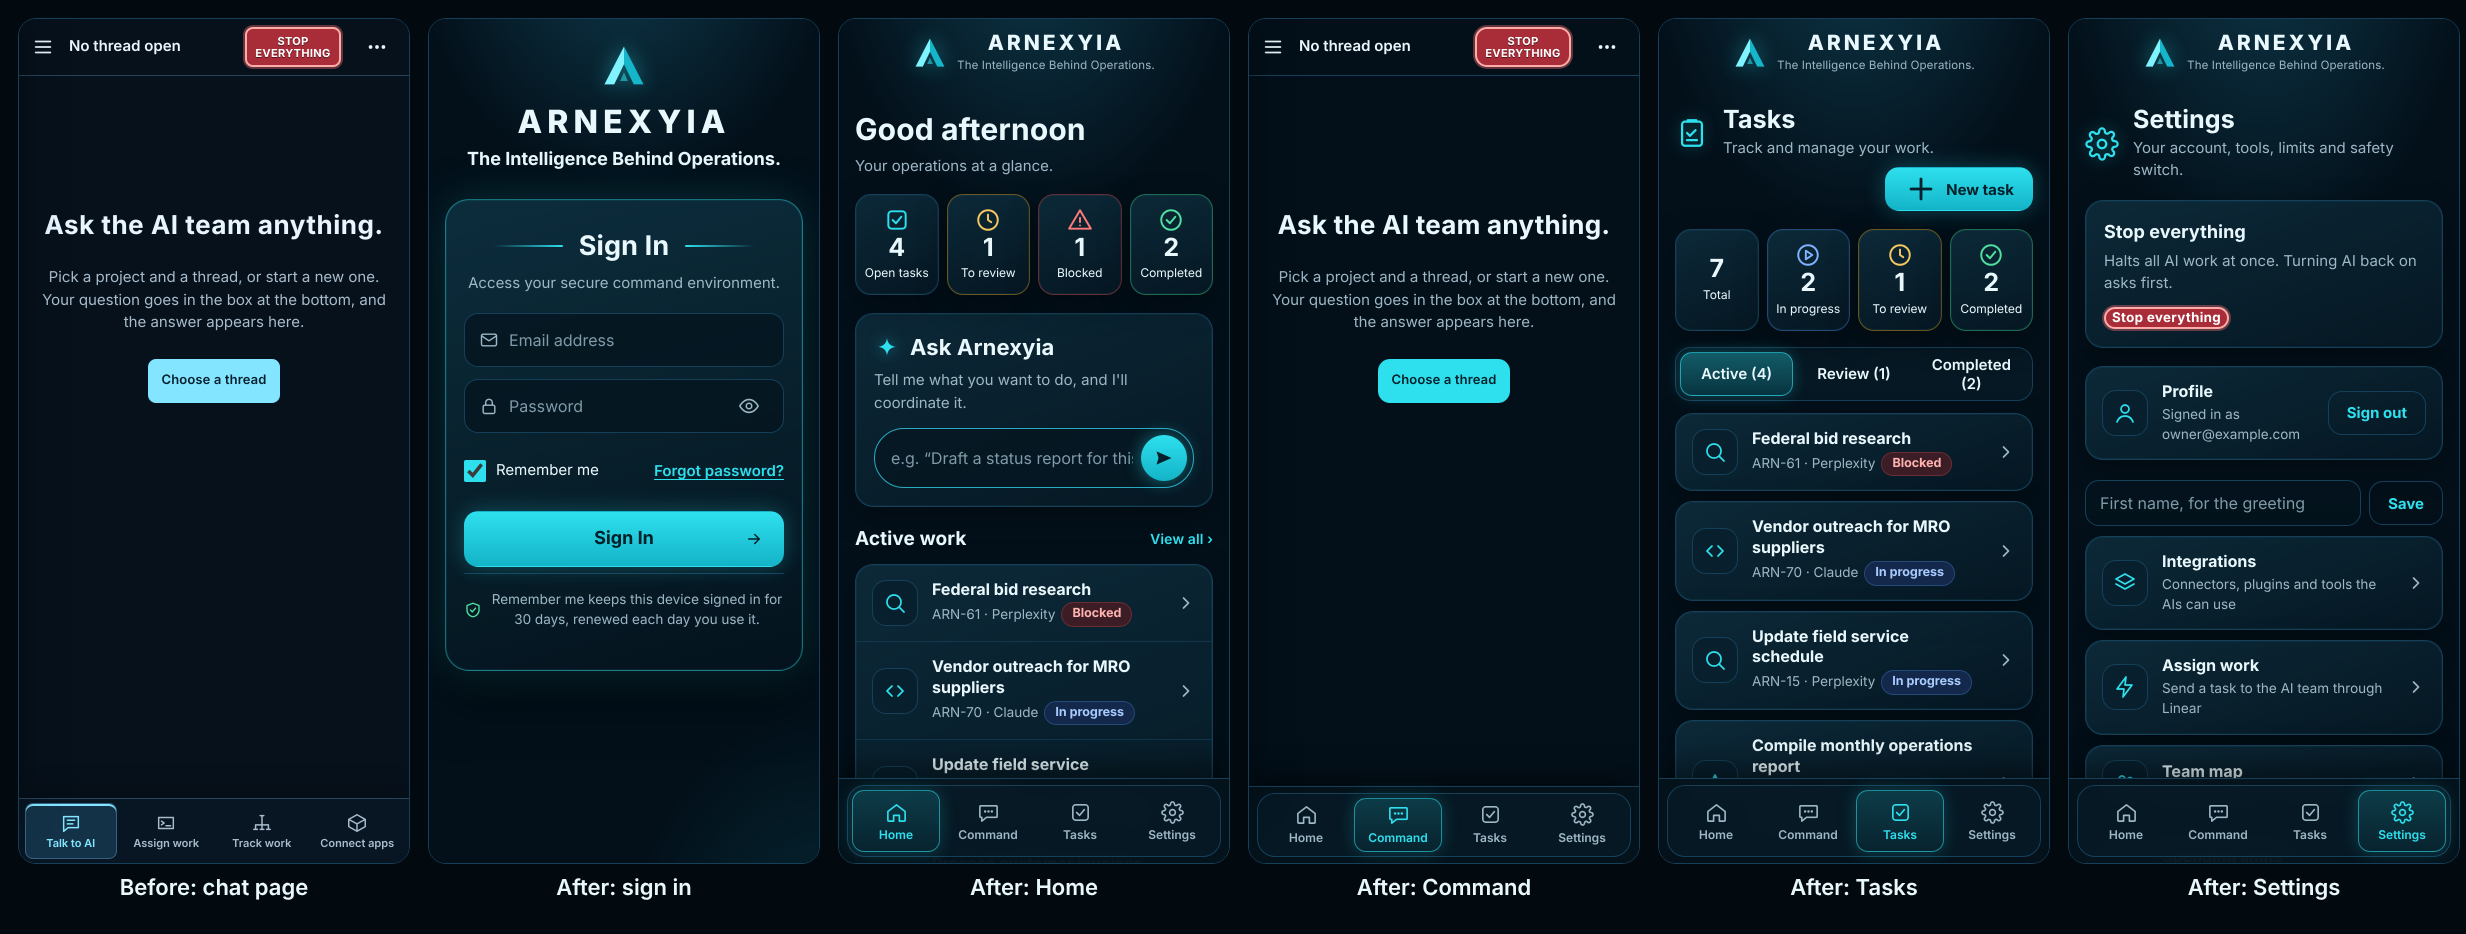 No thread open
STOP
EVERYTHING
Ask the AI team anything.
Pick a project and a thread, or start a new one.
Your question goes in the box at the bottom, and
the answer appears here.
Choose a thread
Talk to AI
Assign work
Track work
Connect apps
Before: chat page
ARNEXYIA
The Intelligence Behind Operations.
Sign In
Access your secure command environment.
Email address
Password
Remember me
Forgot password?
Sign In
Remember me keeps this device signed in for
30 days, renewed each day you use it.
After: sign in
ARNEXYIA
The Intelligence Behind Operations.
Good afternoon
Your operations at a glance.
4
Open tasks
1
To review
1
Blocked
2
Completed
Ask Arnexyia
Tell me what you want to do, and I'll
coordinate it.
e.g. “Draft a status report for this
Active work
View all ›
Federal bid research
ARN-61 · Perplexity
Blocked
Vendor outreach for MRO
suppliers
ARN-70 · Claude
In progress
Update field service
Home
Command
Tasks
Settings
After: Home
No thread open
STOP
EVERYTHING
Ask the AI team anything.
Pick a project and a thread, or start a new one.
Your question goes in the box at the bottom, and
the answer appears here.
Choose a thread
Home
Command
Tasks
Settings
After: Command
ARNEXYIA
The Intelligence Behind Operations.
Tasks
Track and manage your work.
New task
7
Total
2
In progress
1
To review
2
Completed
Active (4)
Review (1)
Completed
(2)
Federal bid research
ARN-61 · Perplexity
Blocked
Vendor outreach for MRO
suppliers
ARN-70 · Claude
In progress
Update field service
schedule
ARN-15 · Perplexity
In progress
Compile monthly operations
report
Home
Command
Tasks
Settings
After: Tasks
ARNEXYIA
The Intelligence Behind Operations.
Settings
Your account, tools, limits and safety
switch.
Stop everything
Halts all AI work at once. Turning AI back on
asks first.
Stop everything
Profile
Signed in as
owner@example.com
Sign out
First name, for the greeting
Save
Integrations
Connectors, plugins and tools the
AIs can use
Assign work
Send a task to the AI team through
Linear
Team map
Home
Command
Tasks
Settings
After: Settings